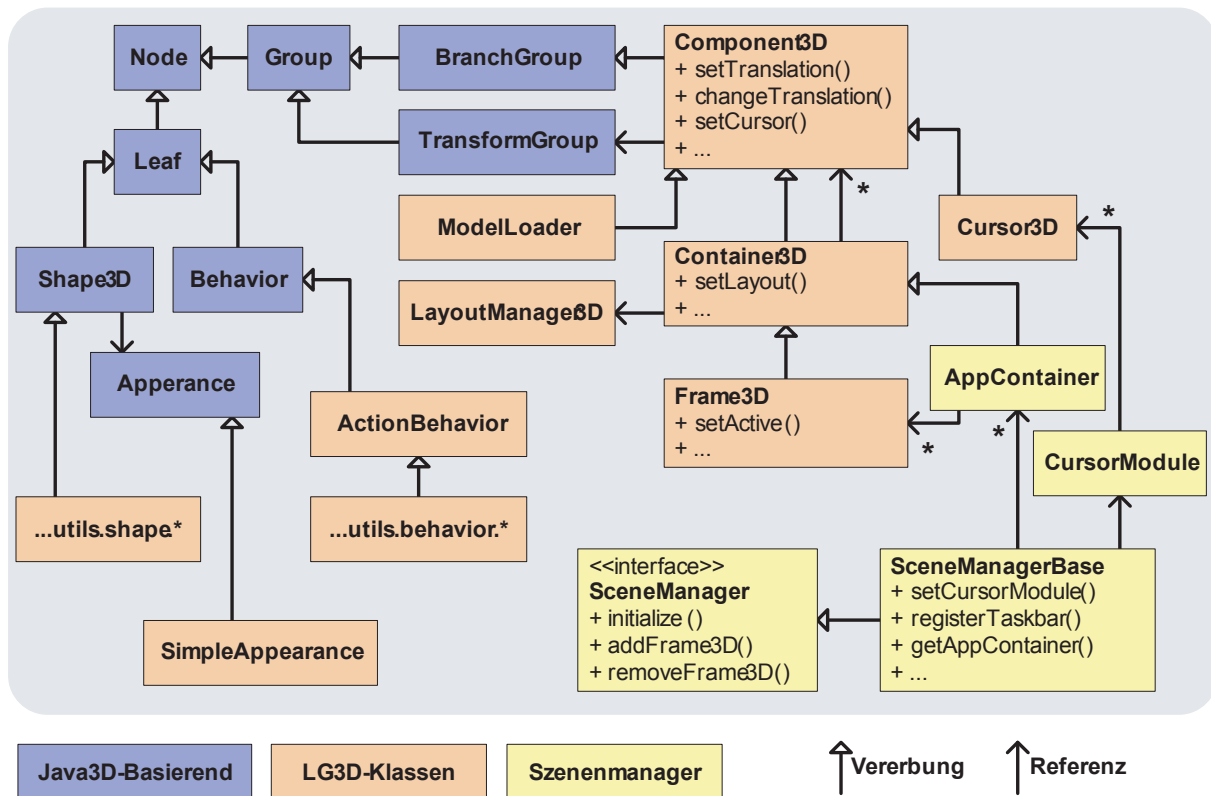 Node
Group
BranchGroup
Component3D
+ setTranslation()
+ changeTranslation()
+ setCursor()
+ ...
Leaf
TransformGroup
*
ModelLoader
Cursor3D
*
Shape3D
Behavior
Container3D
+ setLayout()
+ ...
LayoutManager3D
Apperance
AppContainer
Frame3D
+ setActive()
+ ...
*
*
ActionBehavior
CursorModule
...utils.shape.*
...utils.behavior.*
<<interface>>
SceneManager
+ initialize ()
+ addFrame3D()
+ removeFrame3D()
SceneManagerBase
+ setCursorModule()
+ registerTaskbar()
+ getAppContainer()
+ ...
SimpleAppearance
Java3D-Basierend
LG3D-Klassen
Szenenmanager
Vererbung
Referenz